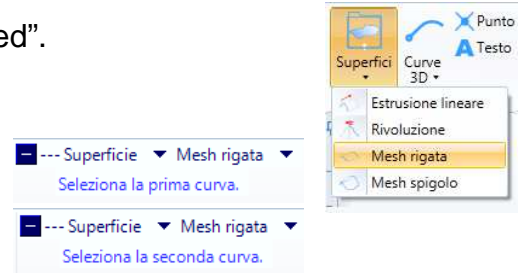 ed”.
Superfici
Curve
3D
Punto
Testo
Estrusione lineare
Rivoluzione
Mesh rigata
Mesh spigolo
--- Superficie Mesh rigata
Seleziona la prima curva.
--- Superficie Mesh rigata
Seleziona la seconda curva.